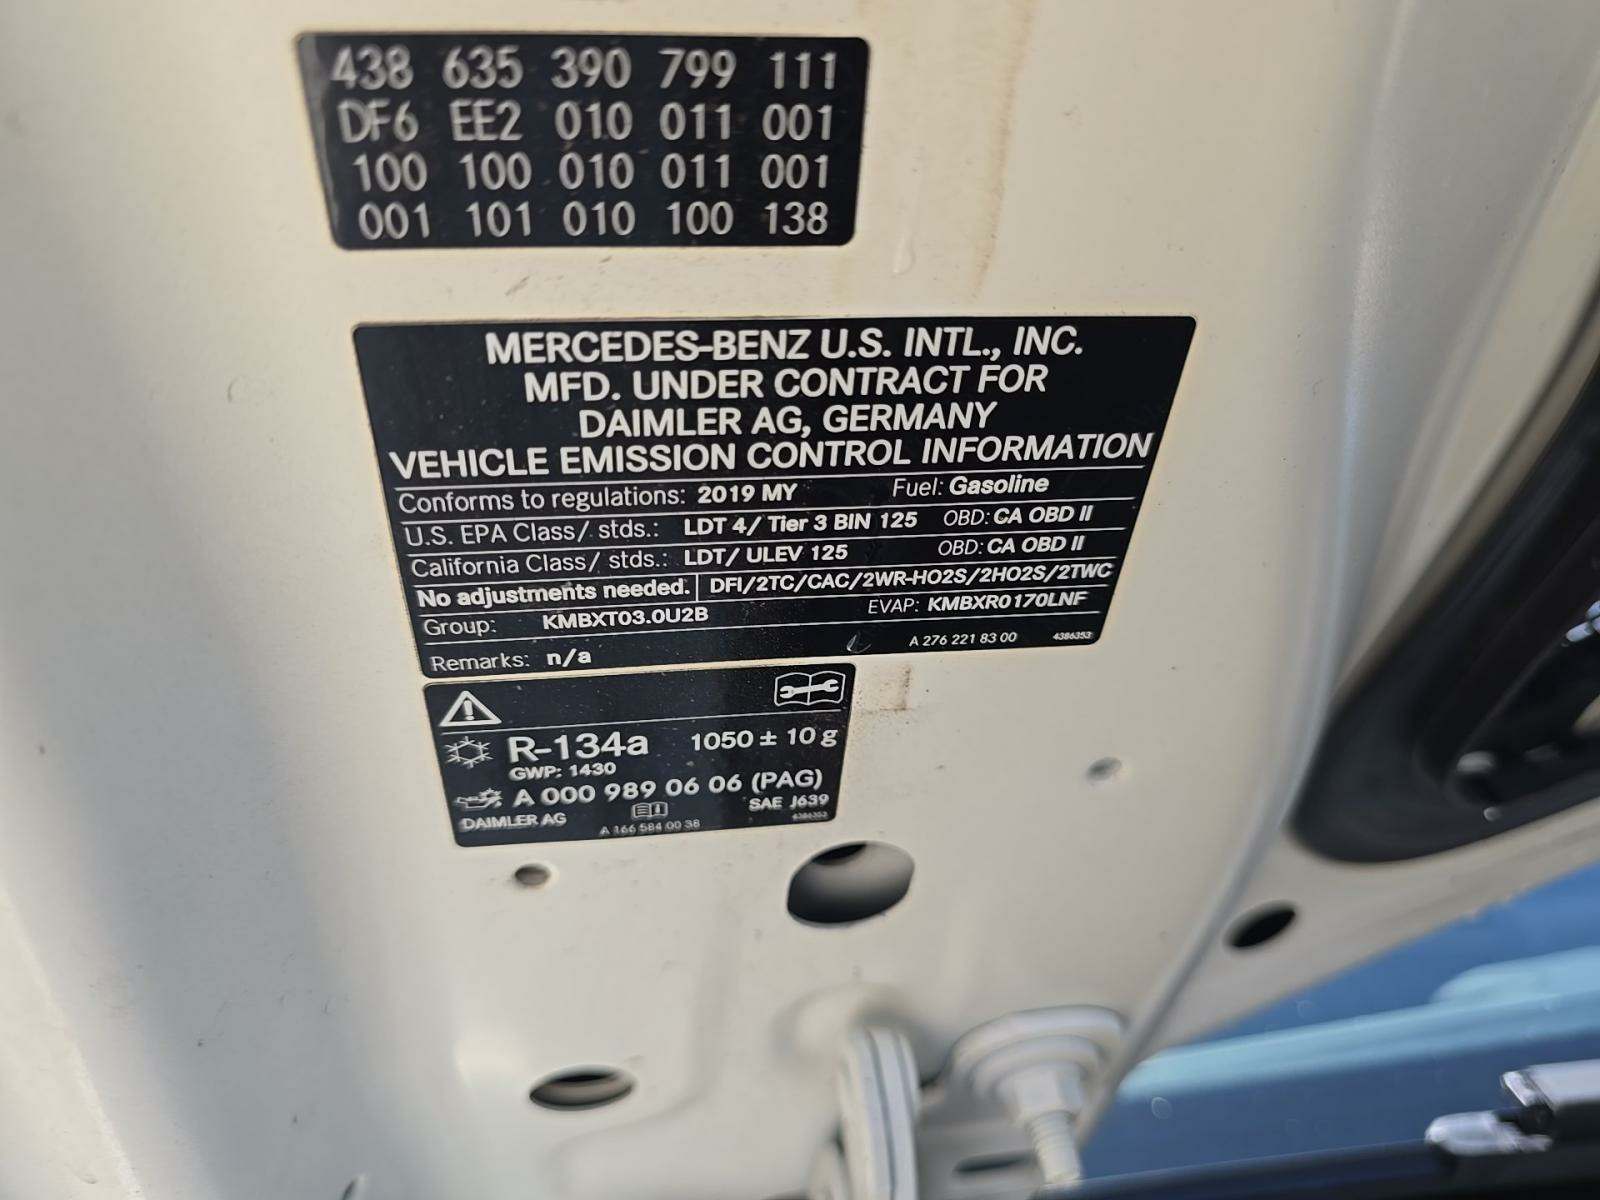 438 635 390 799 111
DF6 EE2 010 011 001
100 100 010 011 001
001 101 010 100 138
MERCEDES-BENZ U.S. INTL., INC.
MFD. UNDER CONTRACT FOR
DAIMLER AG, GERMANY
VEHICLE EMISSION CONTROL INFORMATION
Conforms to regulations: 2019 MY Fuel: Gasoline
U.S. EPA Class/ stds.: LDT 4/ Tier 3 BIN 125 OBD: CA OBD II
California Class/ stds.: LDT/ ULEV 125 OBD: CA OBD II
No adjustments needed. DFI/2TC/CAC/2WR-HO2S/2HO2S/2TWC
Group: KMBXT03.0U2B EVAP: KMBXR0170LNF
Remarks: n/a A 276 221 83 00 4386353
R-134a 1050 ± 10 g
GWP: 1430
A 000 989 06 06 (PAG)
DAIMLER AG SAE J639
A 166 584 00 38 4386353